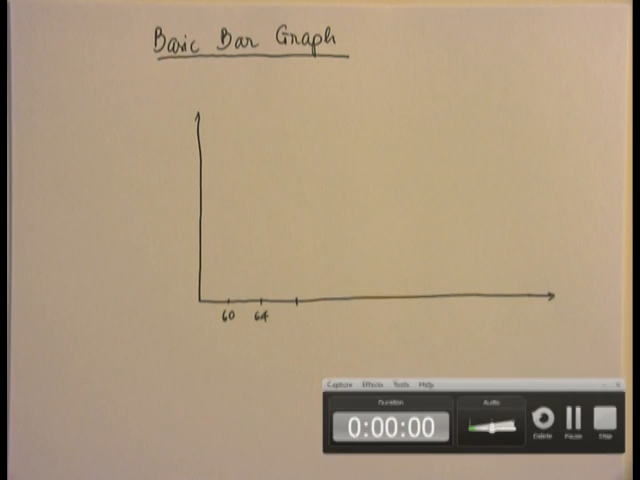 Basic Bar Graph
60 64
Capture Effects Tools Help
Duration Audio
0:00:00
Delete Pause Stop